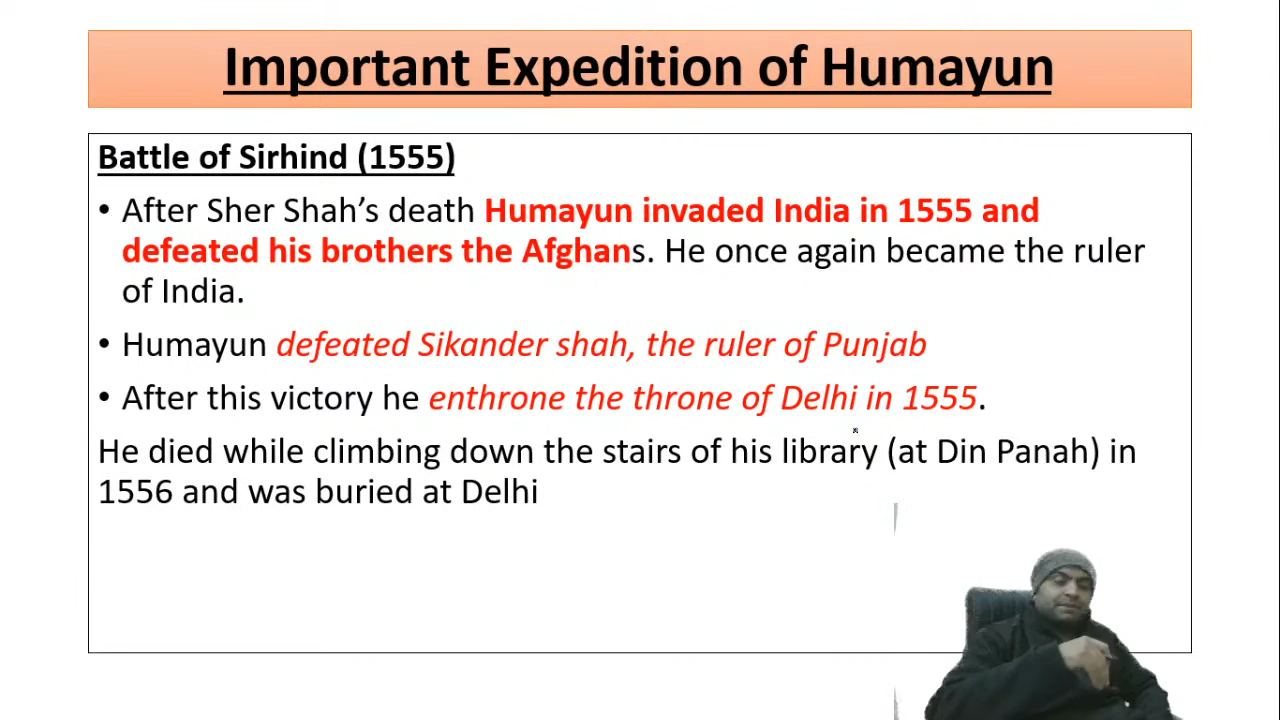 Important Expedition of Humayun
Battle of Sirhind (1555)
• After Sher Shah’s death Humayun invaded India in 1555 and
defeated his brothers the Afghans. He once again became the ruler
of India.
• Humayun defeated Sikander shah, the ruler of Punjab
• After this victory he enthrone the throne of Delhi in 1555.
He died while climbing down the stairs of his library (at Din Panah) in
1556 and was buried at Delhi